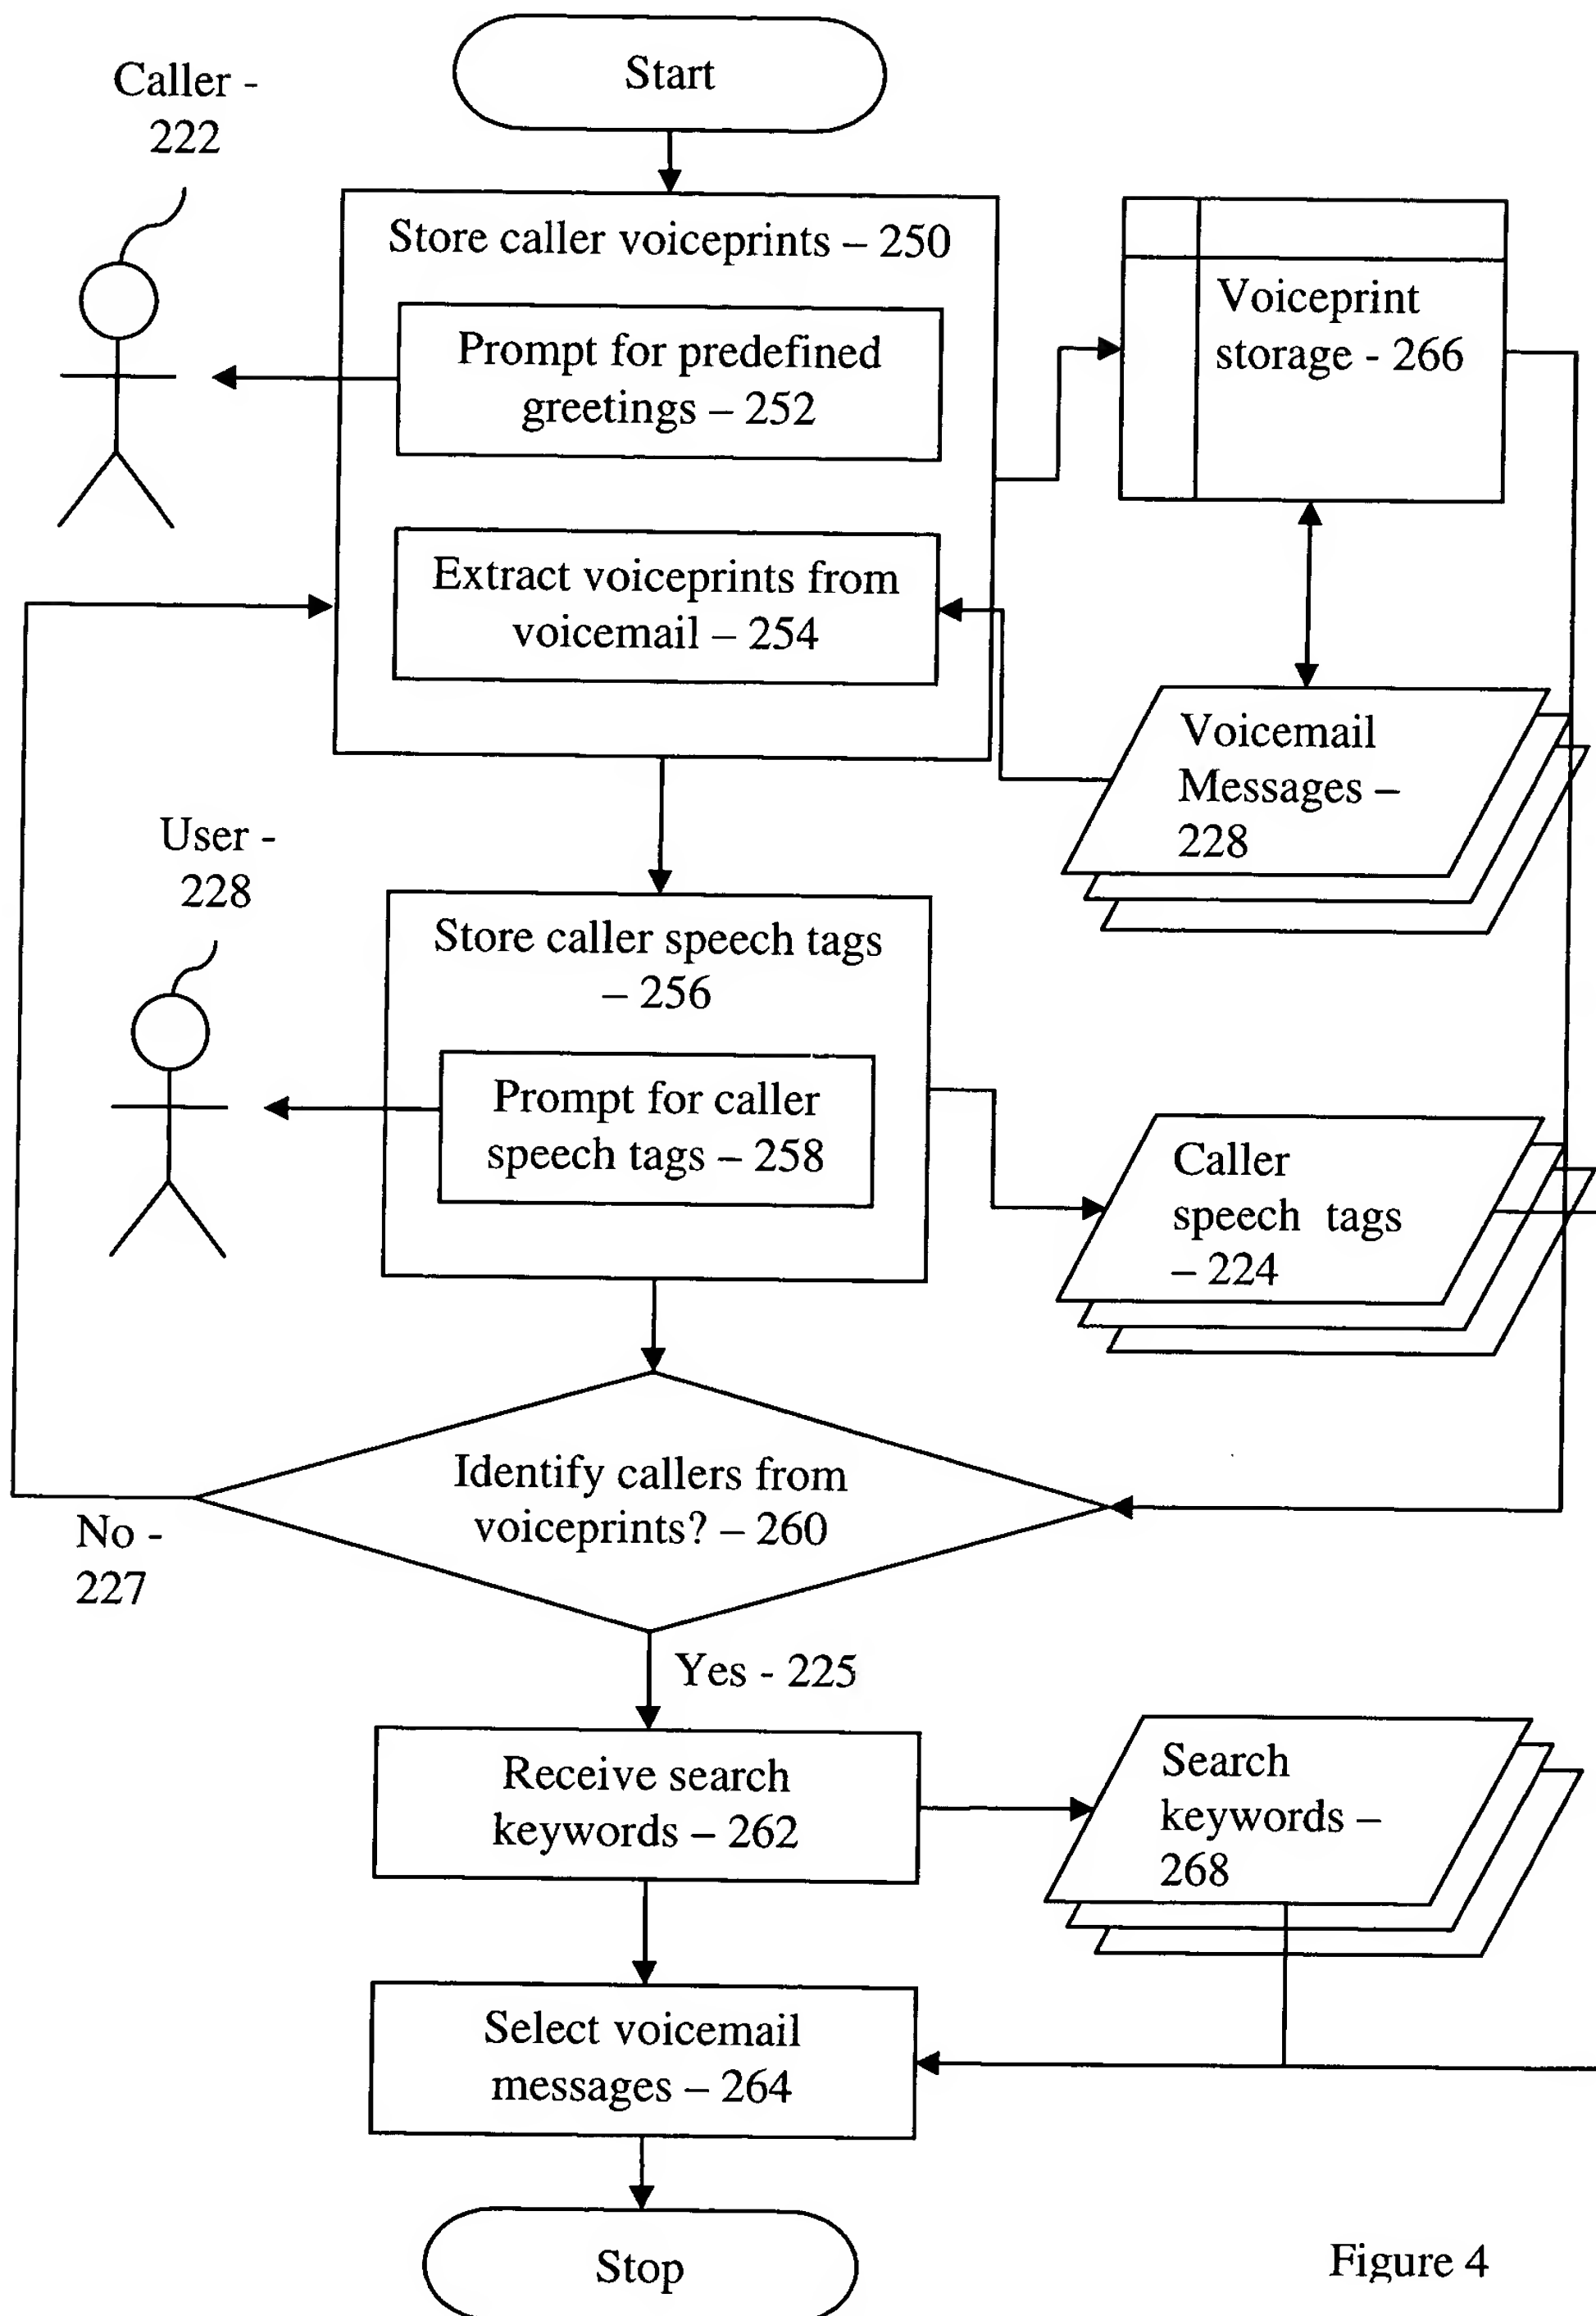 Start
Caller -
222
Store caller voiceprints – 250
Prompt for predefined
greetings – 252
Voiceprint
storage - 266
Extract voiceprints from
voicemail – 254
Voicemail
Messages –
228
User -
228
Store caller speech tags
– 256
Prompt for caller
speech tags – 258
Caller
speech tags
– 224
Identify callers from
voiceprints? – 260
No -
227
Yes - 225
Receive search
keywords – 262
Search
keywords –
268
Select voicemail
messages – 264
Stop
Figure 4